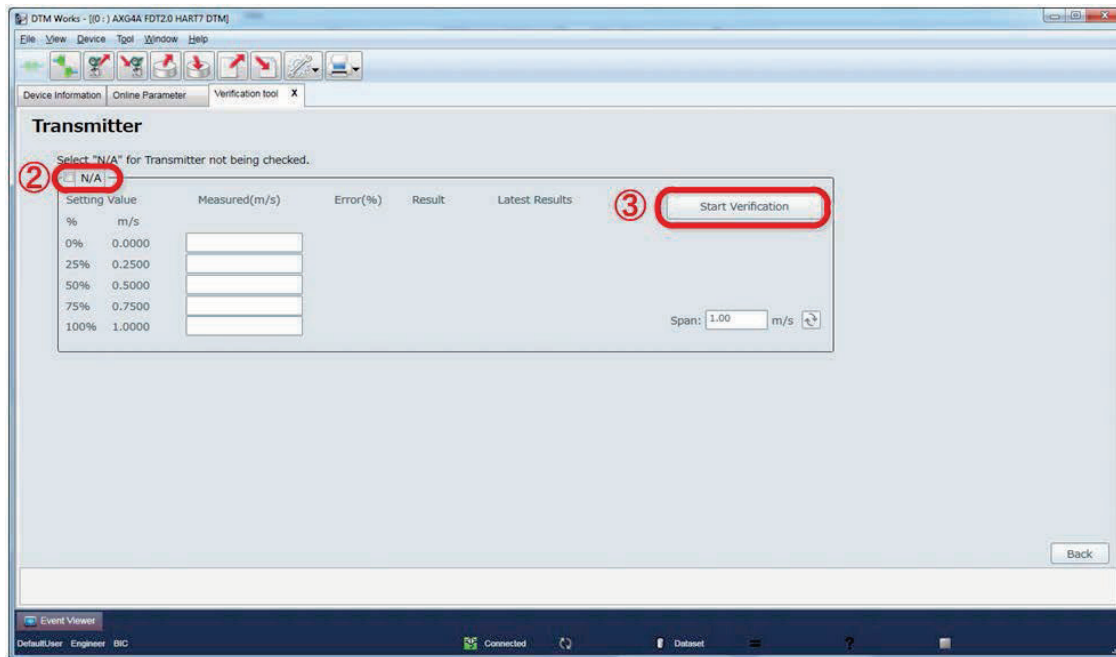 DTM Works - [(0 : ) AXG4A FDT2.0 HART7 DTM]
File View Device Tool Window Help
Device Information Online Parameter Verification tool X
Transmitter
Select "N/A" for Transmitter not being checked.
② N/A
Setting Value Measured(m/s) Error(%) Result Latest Results ③ Start Verification
% m/s
0% 0.0000
25% 0.2500
50% 0.5000
75% 0.7500
100% 1.0000 Span: 1.00 m/s
Back
Event Viewer
DefaultUser Engineer BIC Connected Dataset = ?